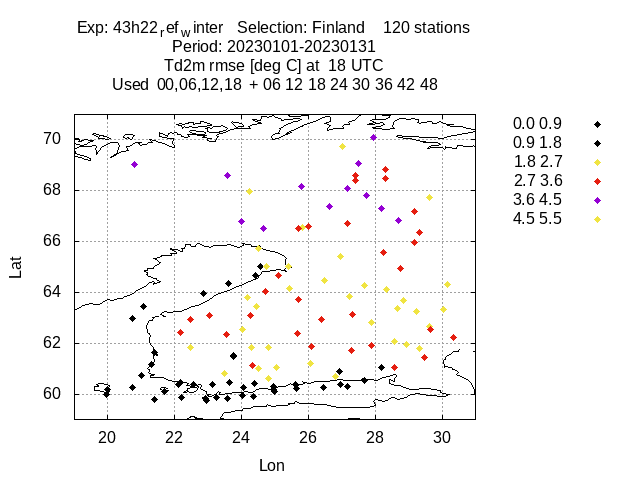 Exp: 43h22ref winter   Selection: Finland    120 stations
Period: 20230101-20230131
Td2m rmse [deg C] at  18 UTC
Used  00,06,12,18  + 06 12 18 24 30 36 42 48
0.0 0.9
0.9 1.8
1.8 2.7
2.7 3.6
3.6 4.5
4.5 5.5
70
68
66
64
62
60
Lat
20 22 24 26 28 30
Lon